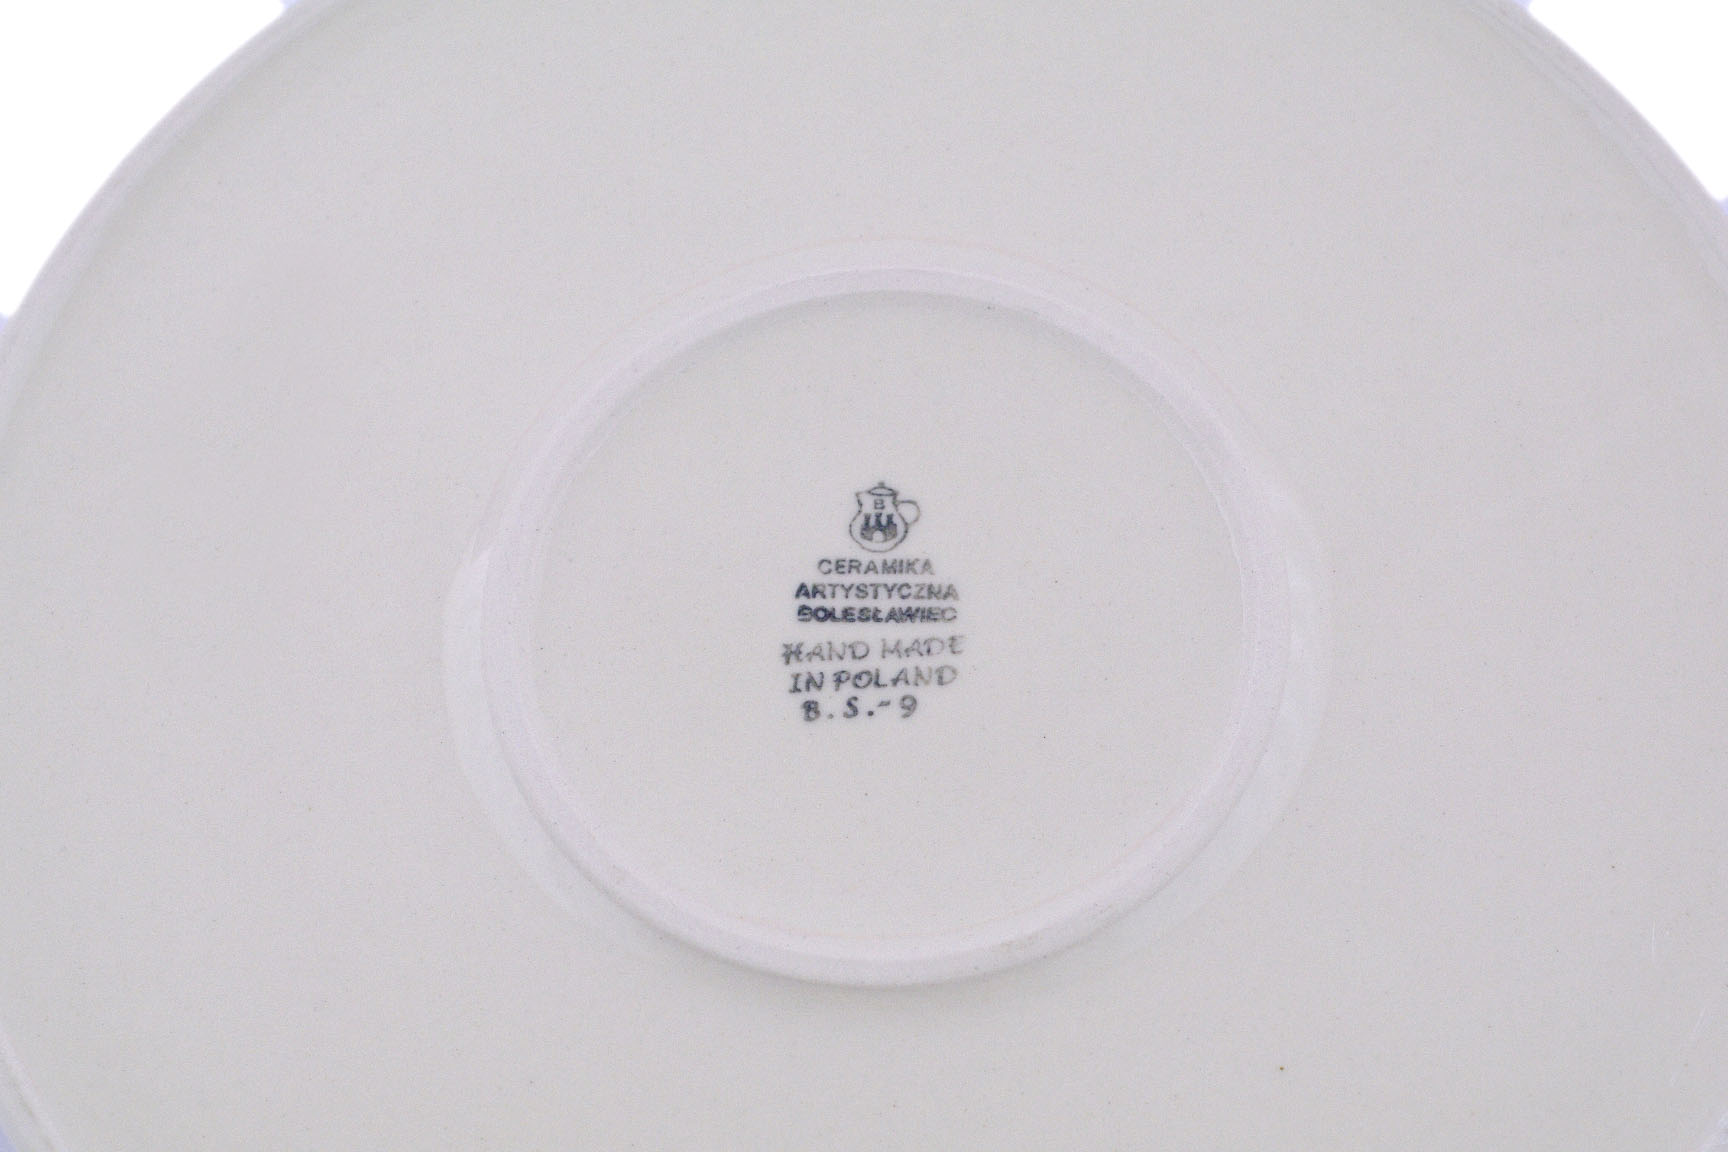 B
CERAMIKA
ARTYSTYCZNA
BOLESŁAWIEC
HAND MADE
IN POLAND
B.S.-9